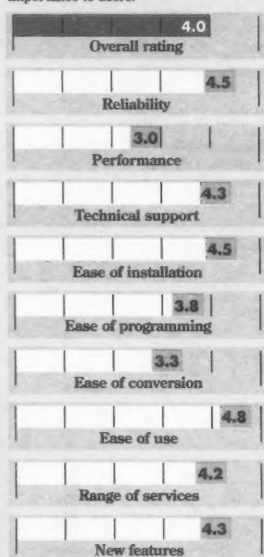 4.0
Overall rating
4.5
Reliability
3.0
Performance
4.3
Technical support
4.5
Ease of installation
3.8
Ease of programming
3.3
Ease of conversion
4.8
Ease of use
4.2
Range of services
4.3
New features